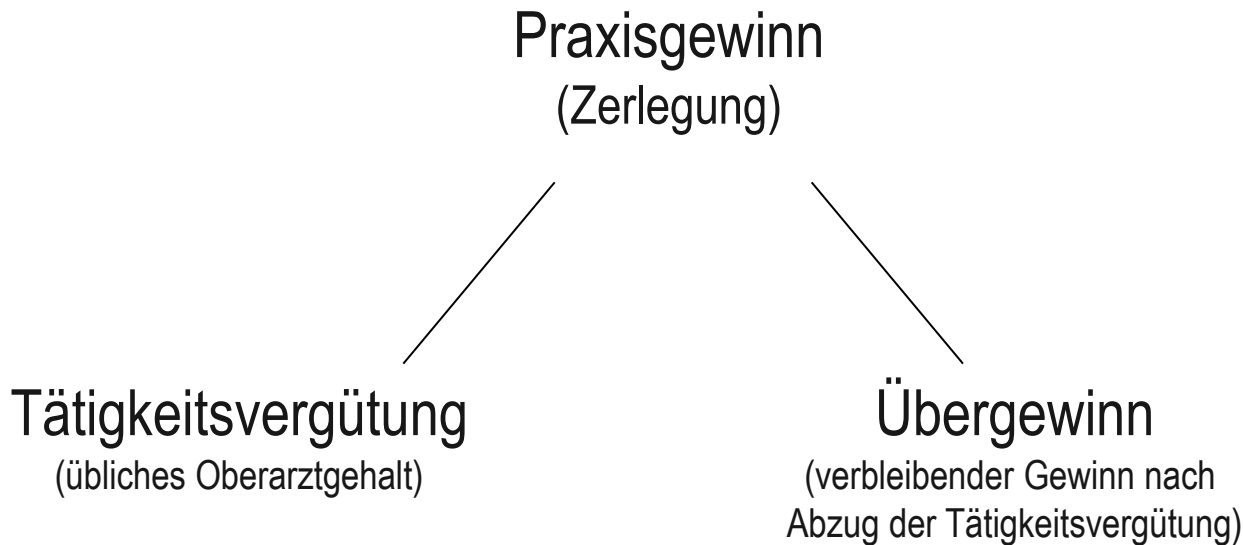 Praxisgewinn
(Zerlegung)
Tätigkeitsvergütung
(übliches Oberarztgehalt)
Übergewinn
(verbleibender Gewinn nach
Abzug der Tätigkeitsvergütung)